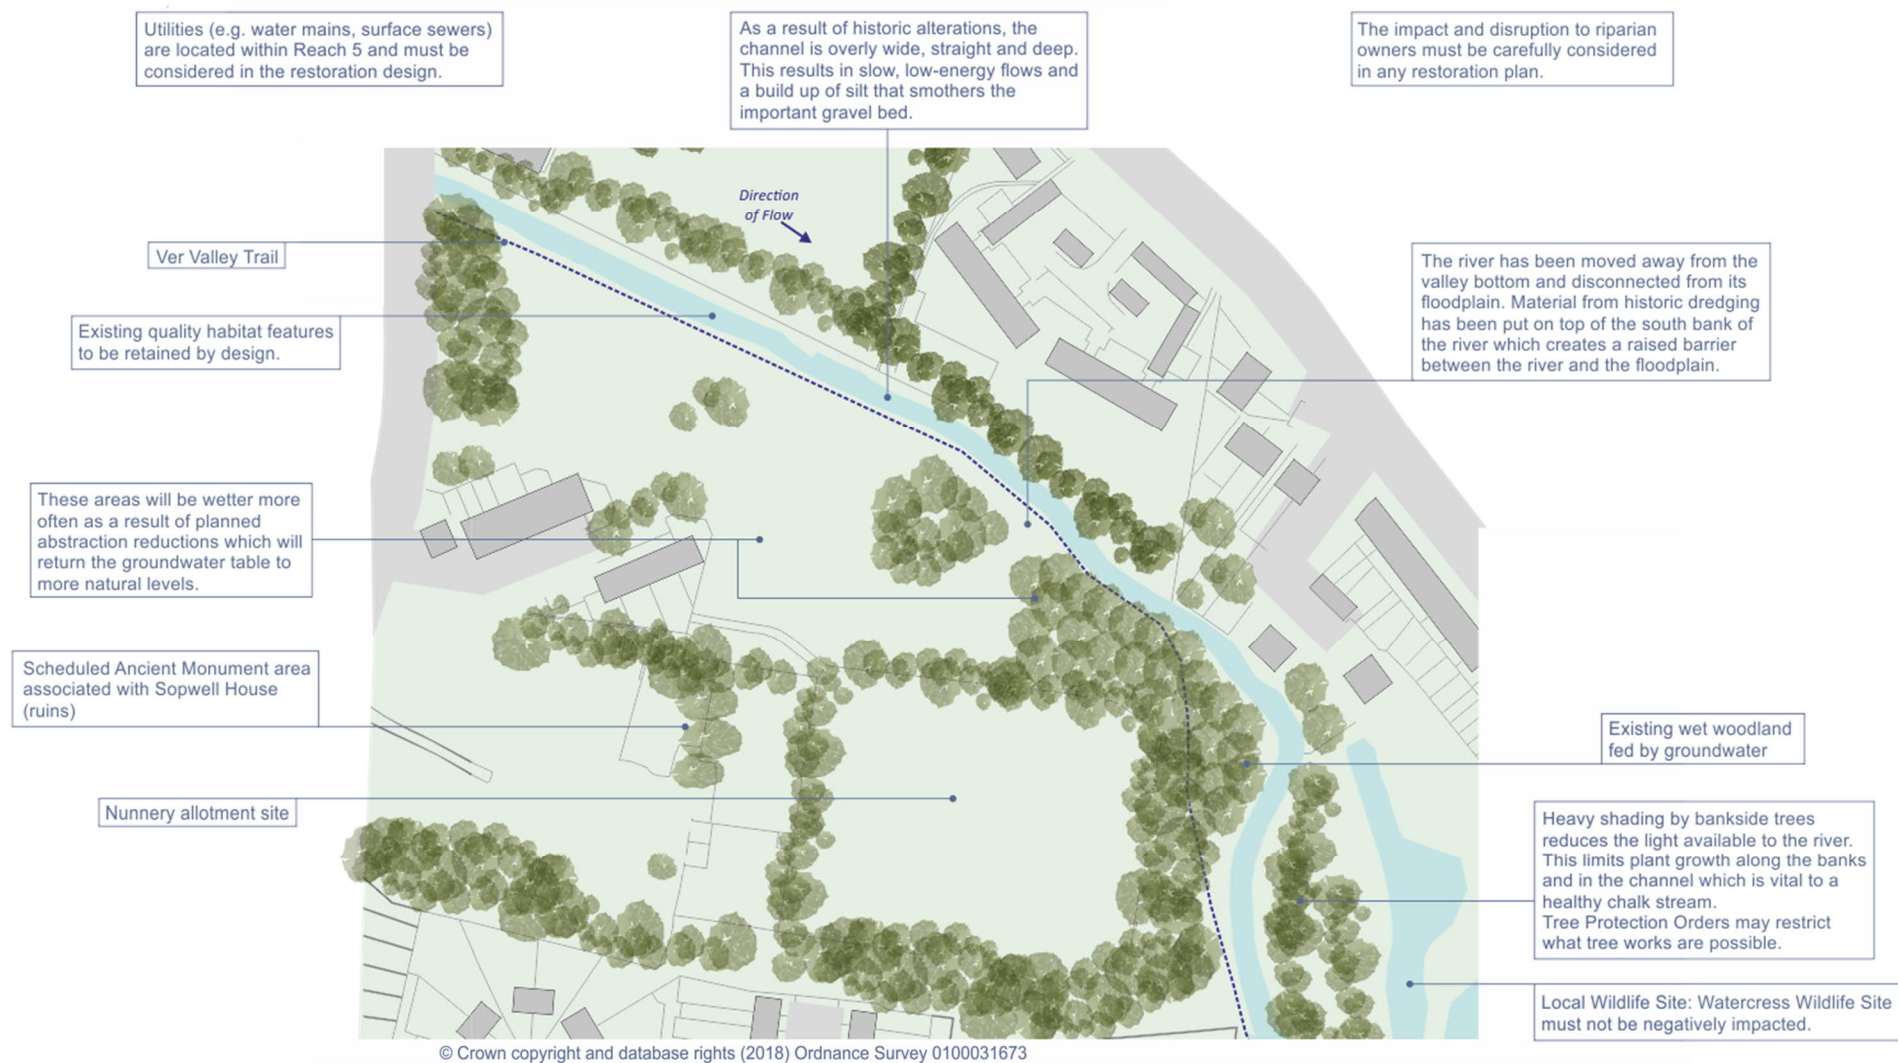 Utilities (e.g. water mains, surface sewers)
are located within Reach 5 and must be
considered in the restoration design.
As a result of historic alterations, the
channel is overly wide, straight and deep.
This results in slow, low-energy flows and
a build up of silt that smothers the
important gravel bed.
The impact and disruption to riparian
owners must be carefully considered
in any restoration plan.
Direction
of Flow
Ver Valley Trail
The river has been moved away from the
valley bottom and disconnected from its
floodplain. Material from historic dredging
has been put on top of the south bank of
the river which creates a raised barrier
between the river and the floodplain.
Existing quality habitat features
to be retained by design.
These areas will be wetter more
often as a result of planned
abstraction reductions which will
return the groundwater table to
more natural levels.
Scheduled Ancient Monument area
associated with Sopwell House
(ruins)
Existing wet woodland
fed by groundwater
Nunnery allotment site
Heavy shading by bankside trees
reduces the light available to the river.
This limits plant growth along the banks
and in the channel which is vital to a
healthy chalk stream.
Tree Protection Orders may restrict
what tree works are possible.
Local Wildlife Site: Watercress Wildlife Site
must not be negatively impacted.
© Crown copyright and database rights (2018) Ordnance Survey 0100031673